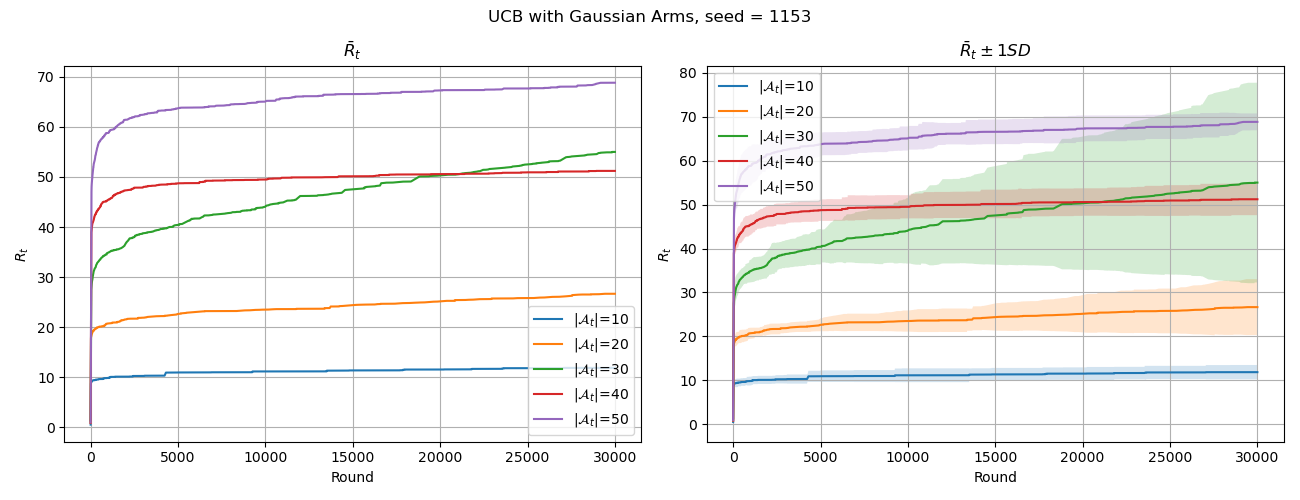 UCB with Gaussian Arms, seed = 1153
R̄ₜ
70
60
50
40
30
20
10
0
Rₜ
0 5000 10000 15000 20000 25000 30000
Round
|𝒜ₜ|=10
|𝒜ₜ|=20
|𝒜ₜ|=30
|𝒜ₜ|=40
|𝒜ₜ|=50
R̄ₜ ± 1SD
80
70
60
50
40
30
20
10
0
Rₜ
0 5000 10000 15000 20000 25000 30000
Round
|𝒜ₜ|=10
|𝒜ₜ|=20
|𝒜ₜ|=30
|𝒜ₜ|=40
|𝒜ₜ|=50